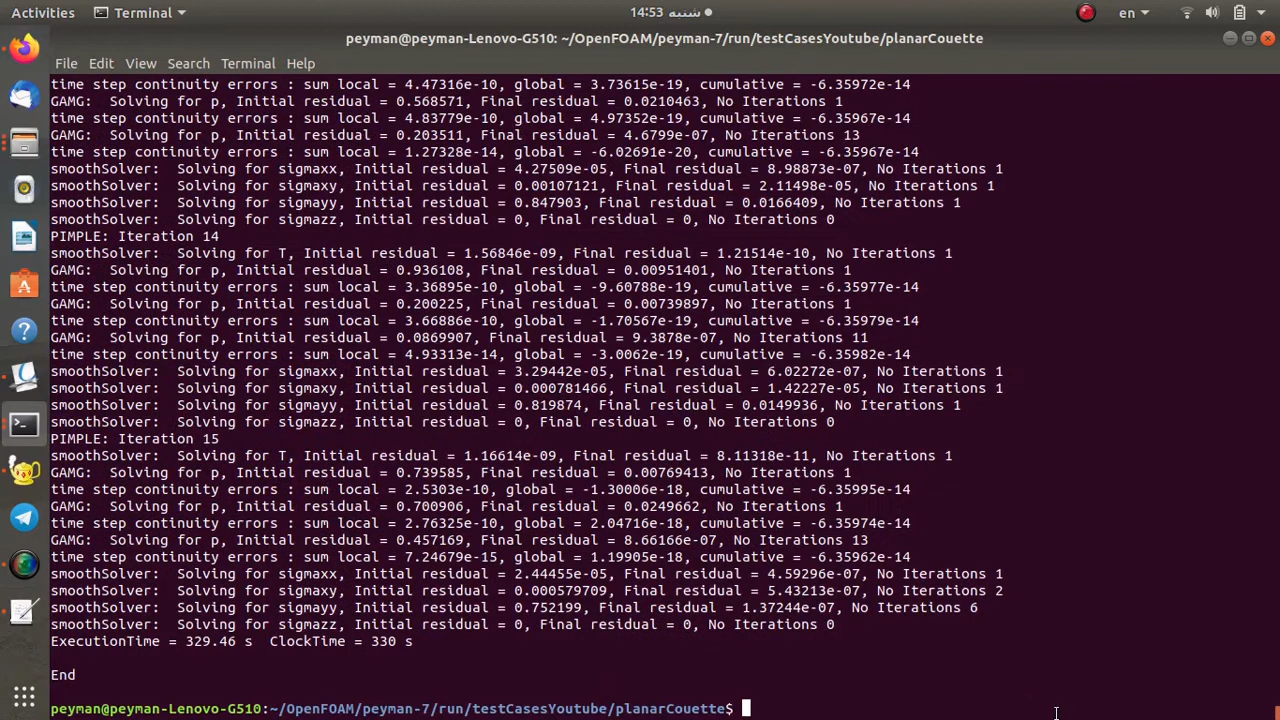 Activities Terminal 14:53 شنبه en
peyman@peyman-Lenovo-G510: ~/OpenFOAM/peyman-7/run/testCasesYoutube/planarCouette
File Edit View Search Terminal Help
time step continuity errors : sum local = 4.47316e-10, global = 3.73615e-19, cumulative = -6.35972e-14
GAMG:  Solving for p, Initial residual = 0.568571, Final residual = 0.0210463, No Iterations 1
time step continuity errors : sum local = 4.83779e-10, global = 4.97352e-19, cumulative = -6.35967e-14
GAMG:  Solving for p, Initial residual = 0.203511, Final residual = 4.6799e-07, No Iterations 13
time step continuity errors : sum local = 1.27328e-14, global = -6.02691e-20, cumulative = -6.35967e-14
smoothSolver:  Solving for sigmaxx, Initial residual = 4.27509e-05, Final residual = 8.98873e-07, No Iterations 1
smoothSolver:  Solving for sigmaxy, Initial residual = 0.00107121, Final residual = 2.11498e-05, No Iterations 1
smoothSolver:  Solving for sigmayy, Initial residual = 0.847903, Final residual = 0.0166409, No Iterations 1
smoothSolver:  Solving for sigmazz, Initial residual = 0, Final residual = 0, No Iterations 0
PIMPLE: Iteration 14
smoothSolver:  Solving for T, Initial residual = 1.56846e-09, Final residual = 1.21514e-10, No Iterations 1
GAMG:  Solving for p, Initial residual = 0.936108, Final residual = 0.00951401, No Iterations 1
time step continuity errors : sum local = 3.36895e-10, global = -9.60788e-19, cumulative = -6.35977e-14
GAMG:  Solving for p, Initial residual = 0.200225, Final residual = 0.00739897, No Iterations 1
time step continuity errors : sum local = 3.66886e-10, global = -1.70567e-19, cumulative = -6.35979e-14
GAMG:  Solving for p, Initial residual = 0.0869907, Final residual = 9.3878e-07, No Iterations 11
time step continuity errors : sum local = 4.93313e-14, global = -3.0062e-19, cumulative = -6.35982e-14
smoothSolver:  Solving for sigmaxx, Initial residual = 3.29442e-05, Final residual = 6.02272e-07, No Iterations 1
smoothSolver:  Solving for sigmaxy, Initial residual = 0.000781466, Final residual = 1.42227e-05, No Iterations 1
smoothSolver:  Solving for sigmayy, Initial residual = 0.819874, Final residual = 0.0149936, No Iterations 1
smoothSolver:  Solving for sigmazz, Initial residual = 0, Final residual = 0, No Iterations 0
PIMPLE: Iteration 15
smoothSolver:  Solving for T, Initial residual = 1.16614e-09, Final residual = 8.11318e-11, No Iterations 1
GAMG:  Solving for p, Initial residual = 0.739585, Final residual = 0.00769413, No Iterations 1
time step continuity errors : sum local = 2.5303e-10, global = -1.30006e-18, cumulative = -6.35995e-14
GAMG:  Solving for p, Initial residual = 0.700906, Final residual = 0.0249662, No Iterations 1
time step continuity errors : sum local = 2.76325e-10, global = 2.04716e-18, cumulative = -6.35974e-14
GAMG:  Solving for p, Initial residual = 0.457169, Final residual = 8.66166e-07, No Iterations 13
time step continuity errors : sum local = 7.24679e-15, global = 1.19905e-18, cumulative = -6.35962e-14
smoothSolver:  Solving for sigmaxx, Initial residual = 2.44455e-05, Final residual = 4.59296e-07, No Iterations 1
smoothSolver:  Solving for sigmaxy, Initial residual = 0.000579709, Final residual = 5.43213e-07, No Iterations 2
smoothSolver:  Solving for sigmayy, Initial residual = 0.752199, Final residual = 1.37244e-07, No Iterations 6
smoothSolver:  Solving for sigmazz, Initial residual = 0, Final residual = 0, No Iterations 0
ExecutionTime = 329.46 s  ClockTime = 330 s
End
peyman@peyman-Lenovo-G510:~/OpenFOAM/peyman-7/run/testCasesYoutube/planarCouette$